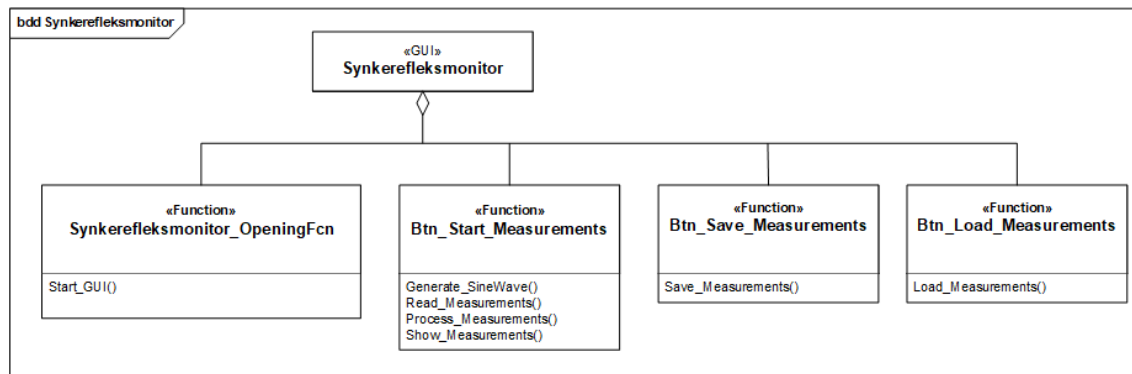 bdd Synkerefleksmonitor
«GUI»
Synkerefleksmonitor
«Function»
Synkerefleksmonitor_OpeningFcn
Start_GUI()
«Function»
Btn_Start_Measurements
Generate_SineWave()
Read_Measurements()
Process_Measurements()
Show_Measurements()
«Function»
Btn_Save_Measurements
Save_Measurements()
«Function»
Btn_Load_Measurements
Load_Measurements()